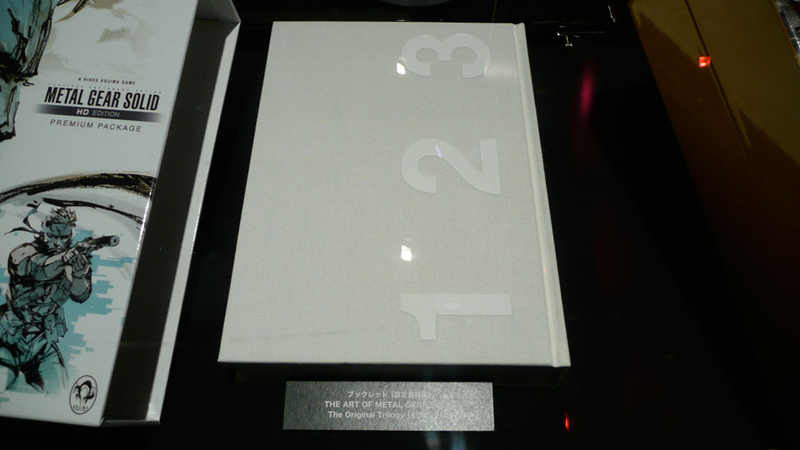 A HIDEO KOJIMA GAME
METAL GEAR SOLID
HD EDITION
PREMIUM PACKAGE
1 2 3
ブックレット
THE ART OF METAL GEAR
The Original Trilogy